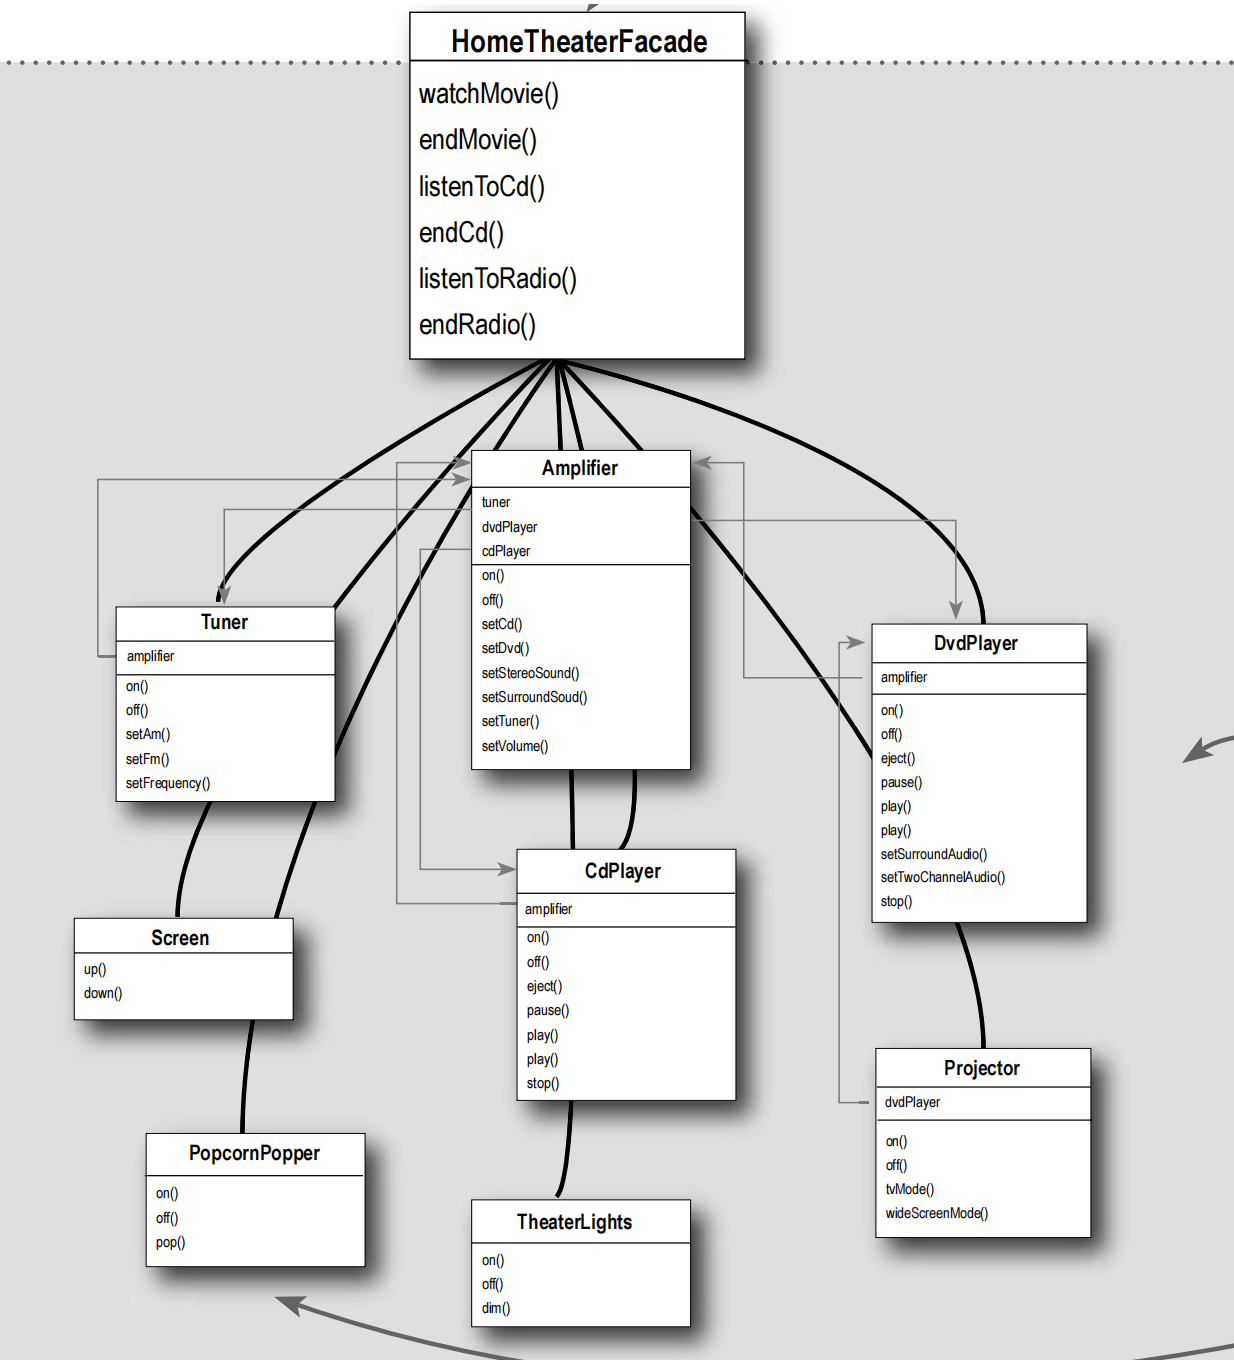 HomeTheaterFacade
watchMovie()
endMovie()
listenToCd()
endCd()
listenToRadio()
endRadio()
Amplifier
tuner
dvdPlayer
cdPlayer
on()
off()
setCd()
setDvd()
setStereoSound()
setSurroundSoud()
setTuner()
setVolume()
Tuner
amplifier
on()
off()
setAm()
setFm()
setFrequency()
DvdPlayer
amplifier
on()
off()
eject()
pause()
play()
play()
setSurroundAudio()
setTwoChannelAudio()
stop()
Screen
up()
down()
CdPlayer
amplifier
on()
off()
eject()
pause()
play()
play()
stop()
Projector
dvdPlayer
on()
off()
tvMode()
wideScreenMode()
PopcornPopper
on()
off()
pop()
TheaterLights
on()
off()
dim()